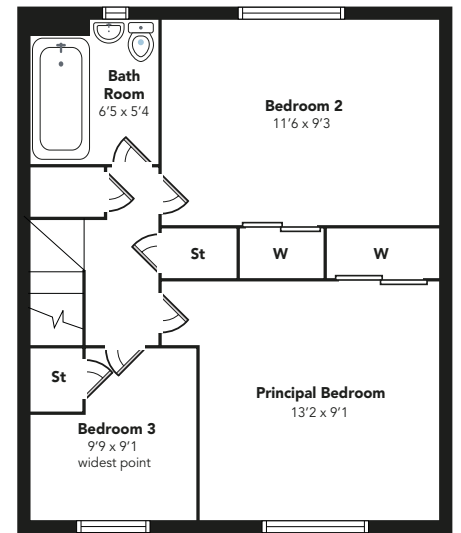 Bath
Room
6’5 x 5’4
Bedroom 2
11’6 x 9’3
St
W
W
St
Principal Bedroom
13’2 x 9’1
Bedroom 3
9’9 x 9’1
widest point